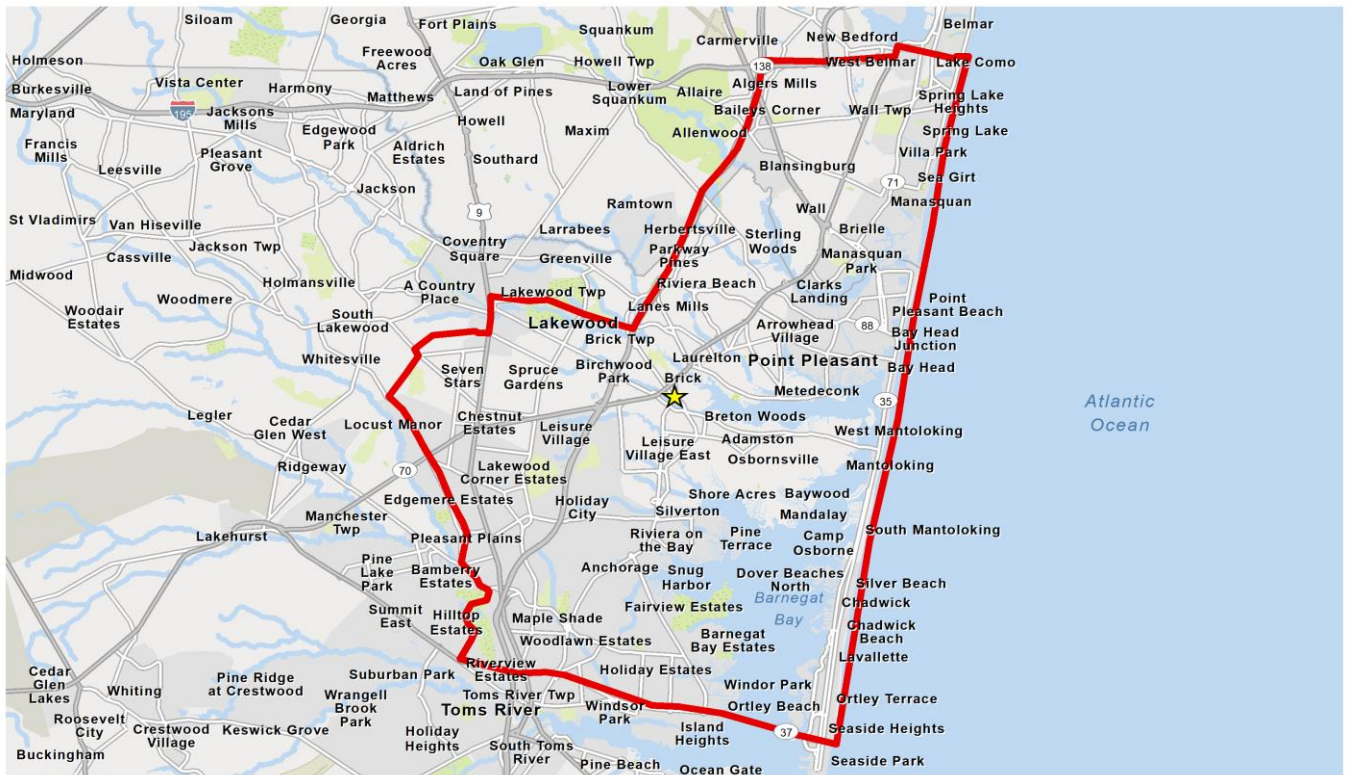 Siloam
Georgia
Fort Plains
Squankum
Belmar
Carmerville
New Bedford
Freewood
Acres
Holmeson
Oak Glen
Howell Twp
138
West Belmar
Lake Como
Vista Center
Harmony
Matthews
Land of Pines
Lower
Squankum
Allaire
Algers Mills
Burkesville
Maryland
195
Jacksons
Mills
Baileys Corner
Wall Twp
Spring Lake
Heights
Edgewood
Park
Howell
Maxim
Allenwood
Spring Lake
Francis
Mills
Pleasant
Grove
Aldrich
Estates
Southard
Blansingburg
Villa Park
Leesville
Sea Girt
71
Jackson
Manasquan
St Vladimirs
Van Hiseville
9
Ramtown
Wall
Larrabees
Herbertsville
Sterling
Woods
Brielle
Jackson Twp
Coventry
Square
Parkway
Pines
Manasquan
Park
Cassville
Greenville
Midwood
Holmansville
A Country
Place
Lakewood Twp
Riviera Beach
Clarks
Landing
Woodmere
Woodair
Estates
South
Lakewood
Lanes Mills
Point
Pleasant Beach
Lakewood
Arrowhead
Village
88
Bay Head
Junction
Brick Twp
Whitesville
Laurelton
Point Pleasant
Bay Head
Seven
Stars
Spruce
Gardens
Birchwood
Park
Brick
Metedeconk
35
Atlantic
Ocean
Legler
Cedar
Glen West
Locust Manor
Chestnut
Estates
Leisure
Village
Breton Woods
West Mantoloking
Leisure
Village East
Adamston
Osbornsville
Mantoloking
Ridgeway
70
Lakewood
Corner Estates
Edgemere Estates
Holiday
City
Shore Acres
Baywood
Silverton
Mandalay
Manchester
Twp
Lakehurst
Pleasant Plains
Riviera on
the Bay
Pine
Terrace
Camp
Osborne
South Mantoloking
Pine
Lake
Park
Bamberry
Estates
Anchorage
Snug
Harbor
Dover Beaches
North
Silver Beach
Barnegat
Bay
Chadwick
Summit
East
Hilltop
Estates
Maple Shade
Fairview Estates
Chadwick
Beach
Woodlawn Estates
Barnegat
Bay Estates
Lavallette
Cedar
Glen
Lakes
Whiting
Pine Ridge
at Crestwood
Suburban Park
Riverview
Estates
Holiday Estates
Windor Park
Wrangell
Brook
Park
Toms River Twp
Toms River
Windsor
Park
Ortley Beach
Ortley Terrace
Roosevelt
City
Crestwood
Village
Keswick Grove
Holiday
Heights
Island
Heights
37
Seaside Heights
Buckingham
South Toms
River
Pine Beach
Ocean Gate
Seaside Park